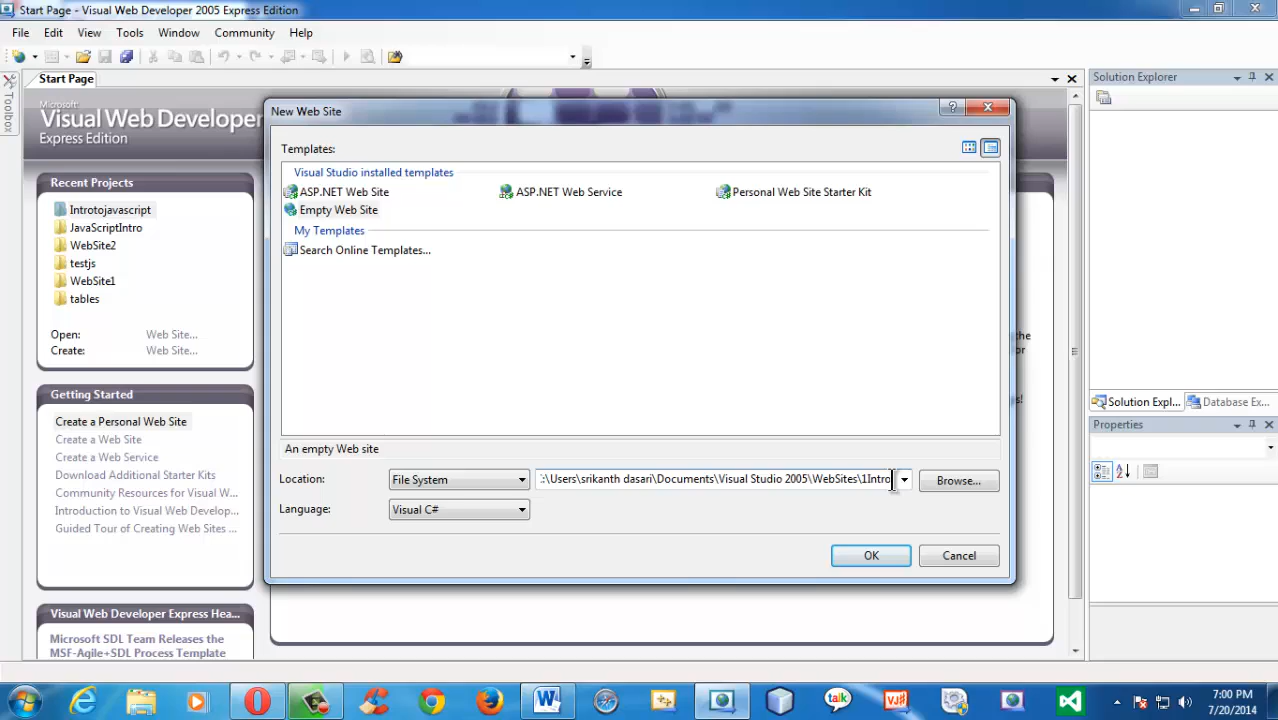 Start Page - Visual Web Developer 2005 Express Edition
File Edit View Tools Window Community Help
Toolbox
Start Page
Microsoft
Visual Web Developer
Express Edition
Recent Projects
Introtojavascript
JavaScriptIntro
WebSite2
testjs
WebSite1
tables
Open: Web Site...
Create: Web Site...
Getting Started
Create a Personal Web Site
Create a Web Site
Create a Web Service
Download Additional Starter Kits
Community Resources for Visual W...
Introduction to Visual Web Develop...
Guided Tour of Creating Web Sites ...
Visual Web Developer Express Hea...
Microsoft SDL Team Releases the
MSF-Agile+SDL Process Template
New Web Site
Templates:
Visual Studio installed templates
ASP.NET Web Site ASP.NET Web Service Personal Web Site Starter Kit
Empty Web Site
My Templates
Search Online Templates...
An empty Web site
Location: File System :\Users\srikanth dasari\Documents\Visual Studio 2005\WebSites\1Intro Browse...
Language: Visual C#
OK Cancel
the
or
Solution Explorer
Solution Expl... Database Ex...
Properties
talk
7:00 PM
7/20/2014